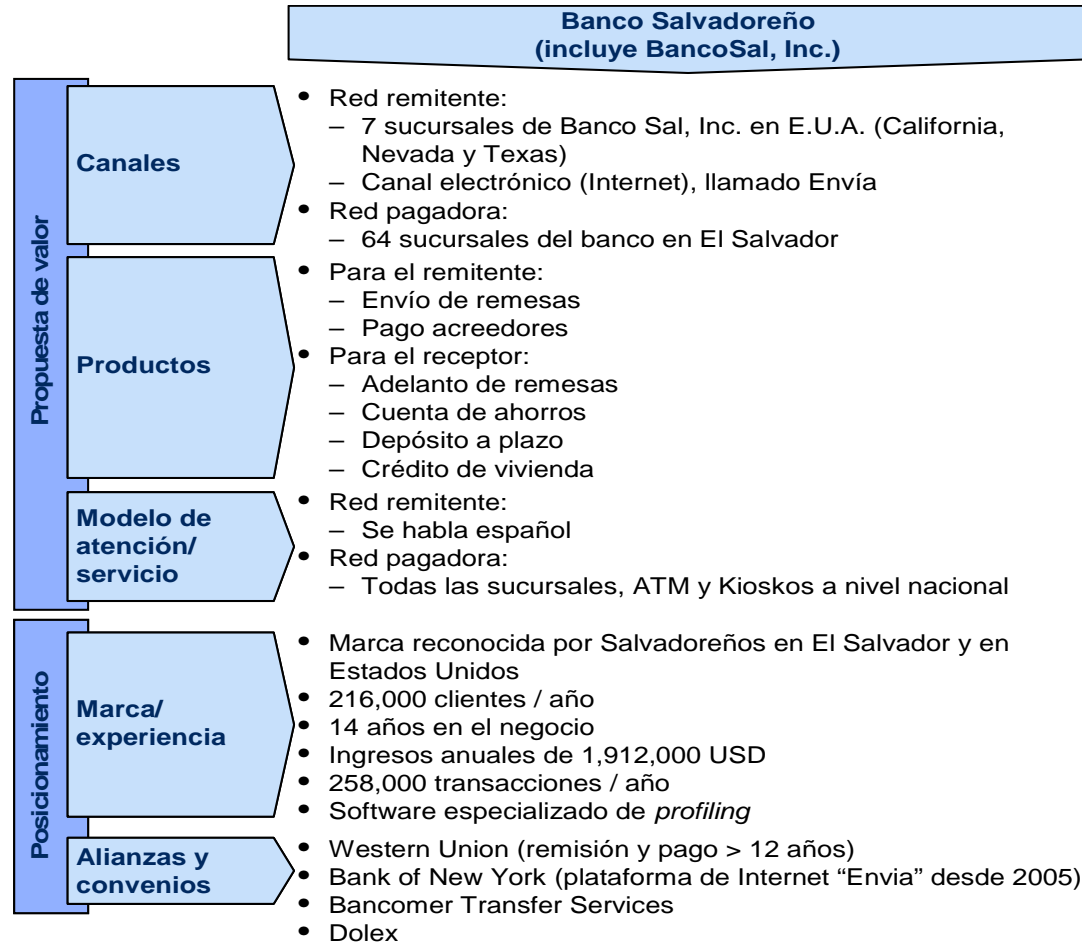 Banco Salvadoreño
(incluye BancoSal, Inc.)
Propuesta de valor
Canales
• Red remitente:
– 7 sucursales de Banco Sal, Inc. en E.U.A. (California,
Nevada y Texas)
– Canal electrónico (Internet), llamado Envía
• Red pagadora:
– 64 sucursales del banco en El Salvador
Productos
• Para el remitente:
– Envío de remesas
– Pago acreedores
• Para el receptor:
– Adelanto de remesas
– Cuenta de ahorros
– Depósito a plazo
– Crédito de vivienda
Modelo de
atención/
servicio
• Red remitente:
– Se habla español
• Red pagadora:
– Todas las sucursales, ATM y Kioskos a nivel nacional
Posicionamiento
Marca/
experiencia
• Marca reconocida por Salvadoreños en El Salvador y en
Estados Unidos
• 216,000 clientes / año
• 14 años en el negocio
• Ingresos anuales de 1,912,000 USD
• 258,000 transacciones / año
• Software especializado de profiling
Alianzas y
convenios
• Western Union (remisión y pago > 12 años)
• Bank of New York (plataforma de Internet “Envia” desde 2005)
• Bancomer Transfer Services
• Dolex